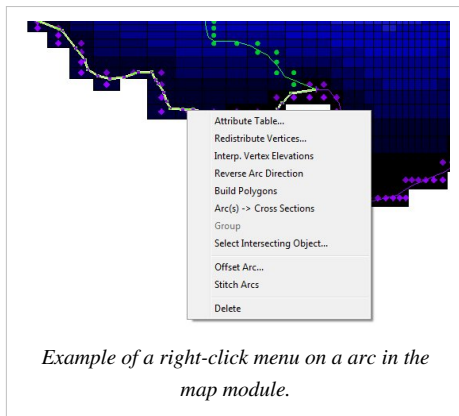 Attribute Table...
Redistribute Vertices...
Interp. Vertex Elevations
Reverse Arc Direction
Build Polygons
Arc(s) -> Cross Sections
Group
Select Intersecting Object...
Offset Arc...
Stitch Arcs
Delete
Example of a right-click menu on a arc in the
map module.